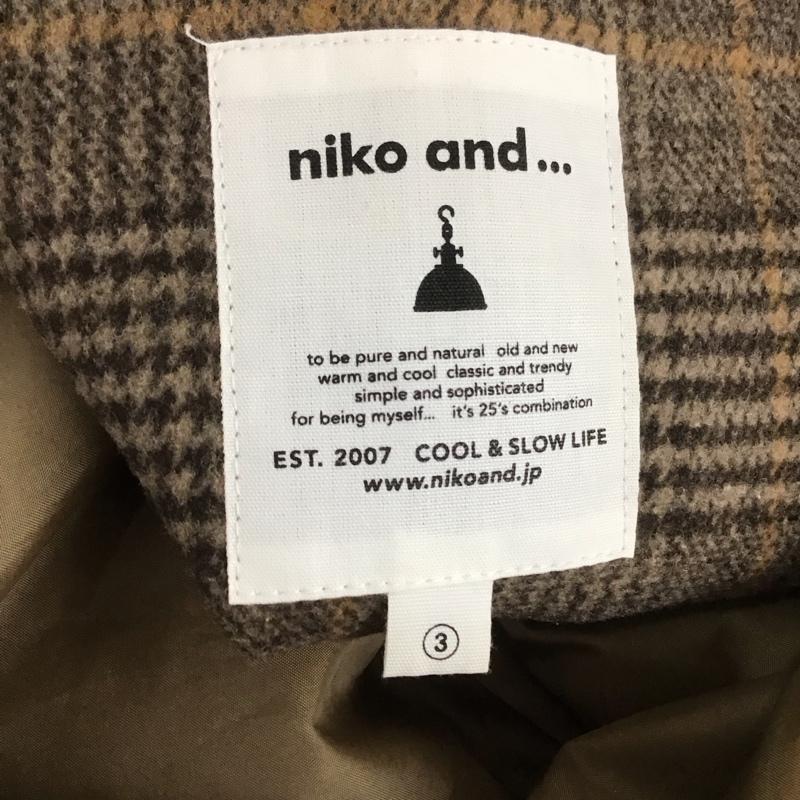 niko and...
to be pure and natural old and new
warm and cool classic and trendy
simple and sophisticated
for being myself... it's 25's combination
EST. 2007 COOL & SLOW LIFE
www.nikoand.jp
3